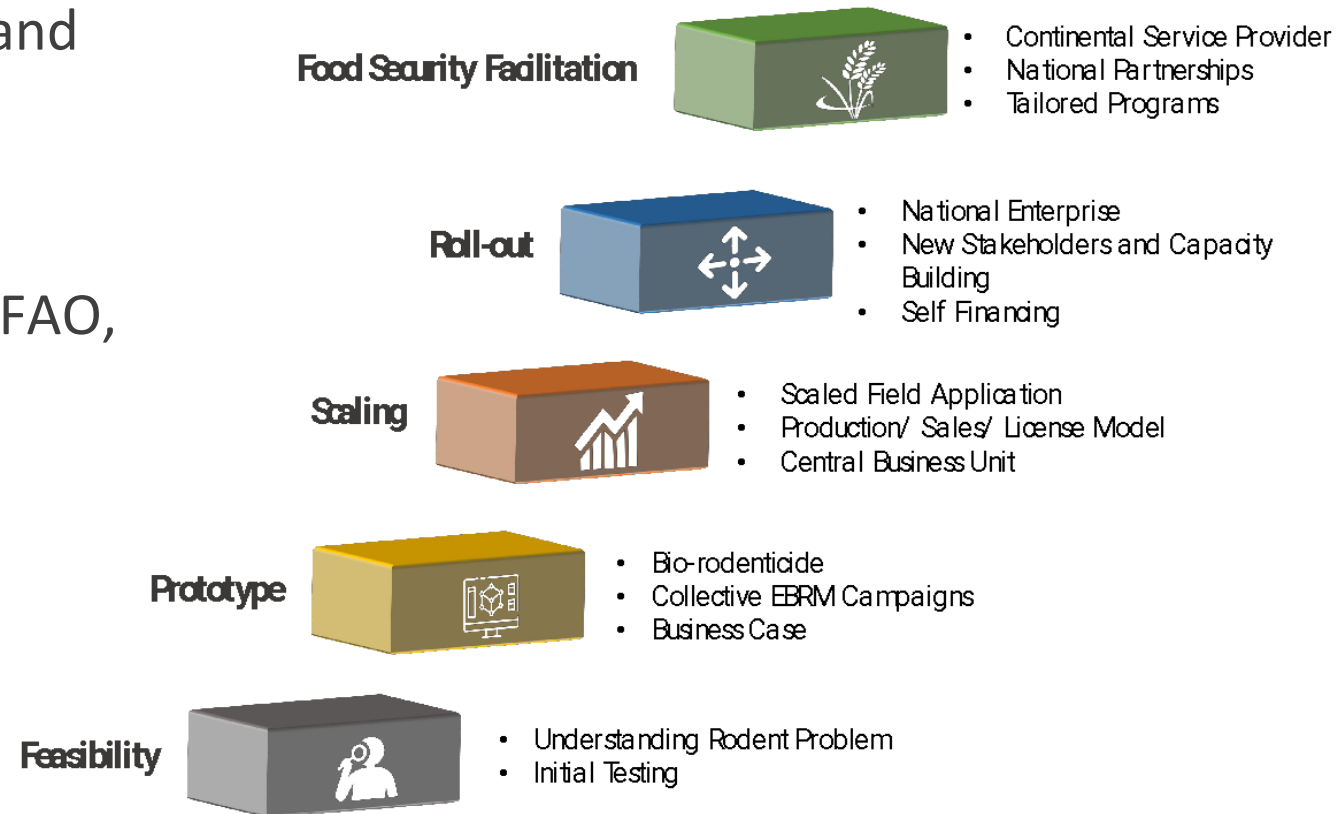 and
Food Security Facilitation
• Continental Service Provider
• National Partnerships
• Tailored Programs
Roll-out
• National Enterprise
• New Stakeholders and Capacity
Building
• Self Financing
FAO,
Scaling
• Scaled Field Application
• Production/ Sales/ License Model
• Central Business Unit
Prototype
• Bio-rodenticide
• Collective EBRM Campaigns
• Business Case
Feasibility
• Understanding Rodent Problem
• Initial Testing